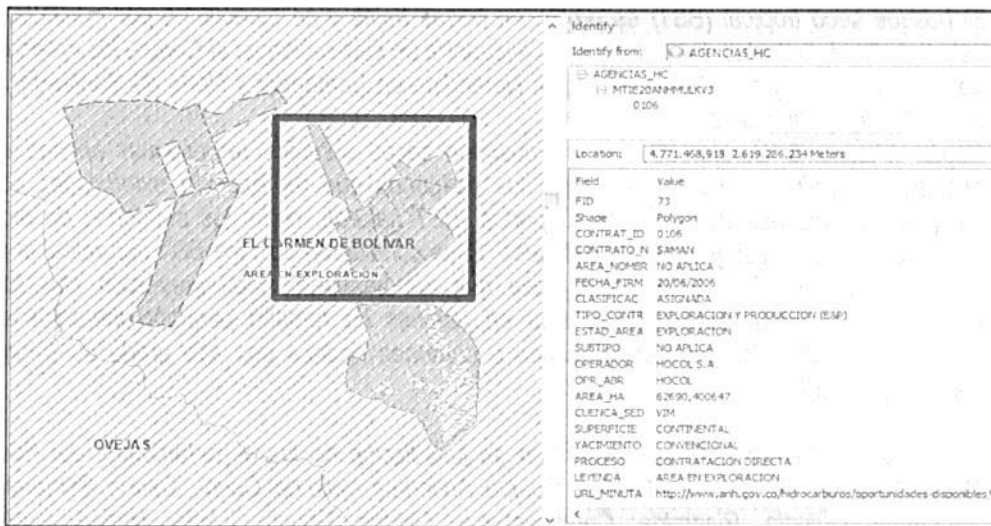 EL CARMEN DE BOLÍVAR
AREA EN EXPLORACION
OVEJAS
Identify
Identify from: AGENCIAS_HC
AGENCIAS_HC
0106
Location: 4.771.468,918 2.619.286,234 Meters
Field Value
FID 73
Shape Polygon
CONTRAT_ID 0106
CONTRATO_N SAMAN
AREA_NOMBR NO APLICA
FECHA_FIRM 20/06/2006
CLASIFICAC ASIGNADA
TIPO_CONTR EXPLORACION Y PRODUCCION (E&P)
ESTAD_AREA EXPLORACION
SUBTIPO NO APLICA
OPERADOR HOCOL S.A.
OPR_ABR HOCOL
AREA_HA 62690,400647
CUENCA_SED VIM
SUPERFICIE CONTINENTAL
YACIMIENTO CONVENCIONAL
PROCESO CONTRATACION DIRECTA
LEYENDA AREA EN EXPLORACION
URL_MINUTA http://www.anh.gov.co/hidrocarburos/oportunidades-disponibles